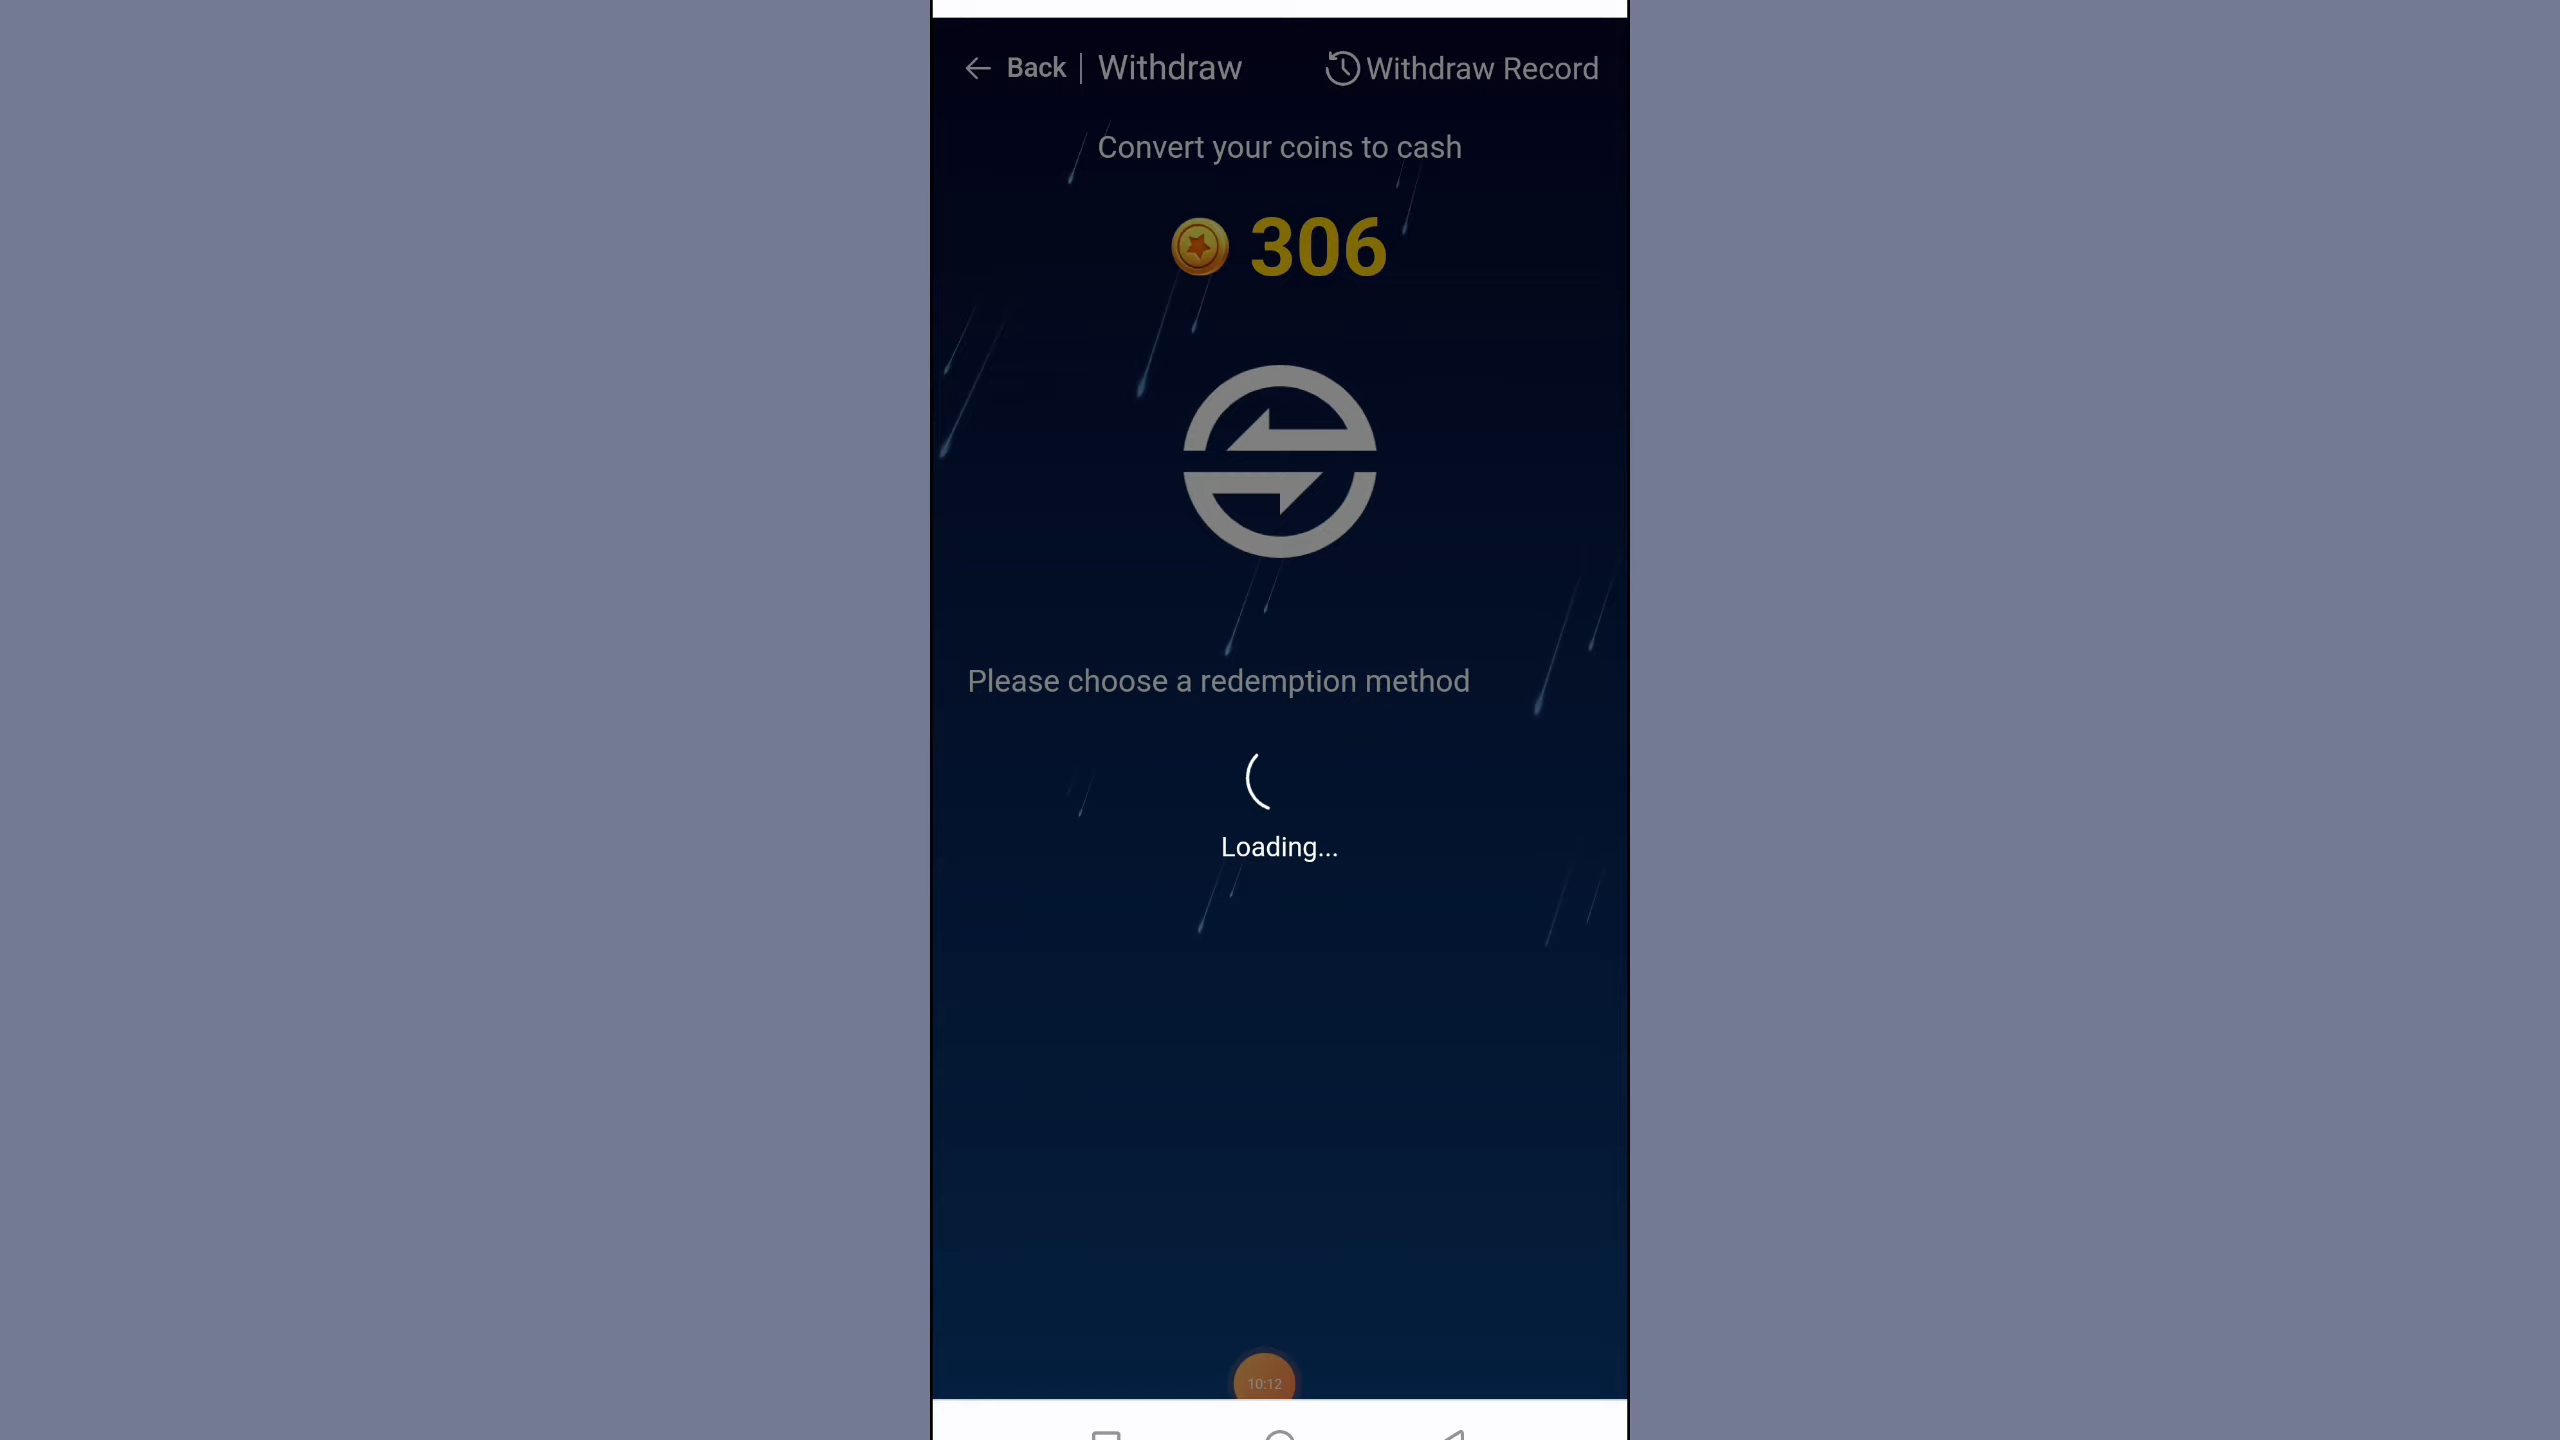 Back | Withdraw
Withdraw Record
Convert your coins to cash
306
Please choose a redemption method
Loading...
10:12